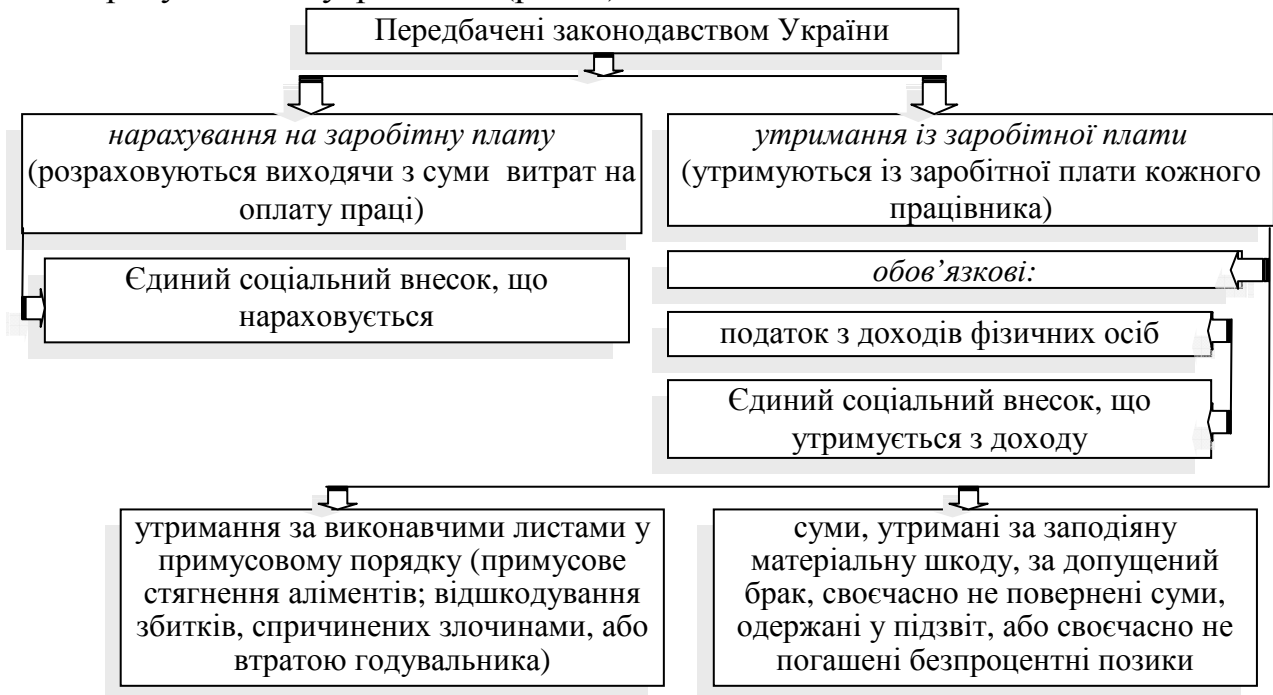 Передбачені законодавством України
нарахування на заробітну плату
(розраховуються виходячи з суми витрат на
оплату праці)
утримання із заробітної плати
(утримуються із заробітної плати кожного
працівника)
Єдиний соціальний внесок, що
нараховується
обов’язкові:
податок з доходів фізичних осіб
Єдиний соціальний внесок, що
утримується з доходу
утримання за виконавчими листами у
примусовому порядку (примусове
стягнення аліментів; відшкодування
збитків, спричинених злочинами, або
втратою годувальника)
суми, утримані за заподіяну
матеріальну шкоду, за допущений
брак, своєчасно не повернені суми,
одержані у підзвіт, або своєчасно не
погашені безпроцентні позики